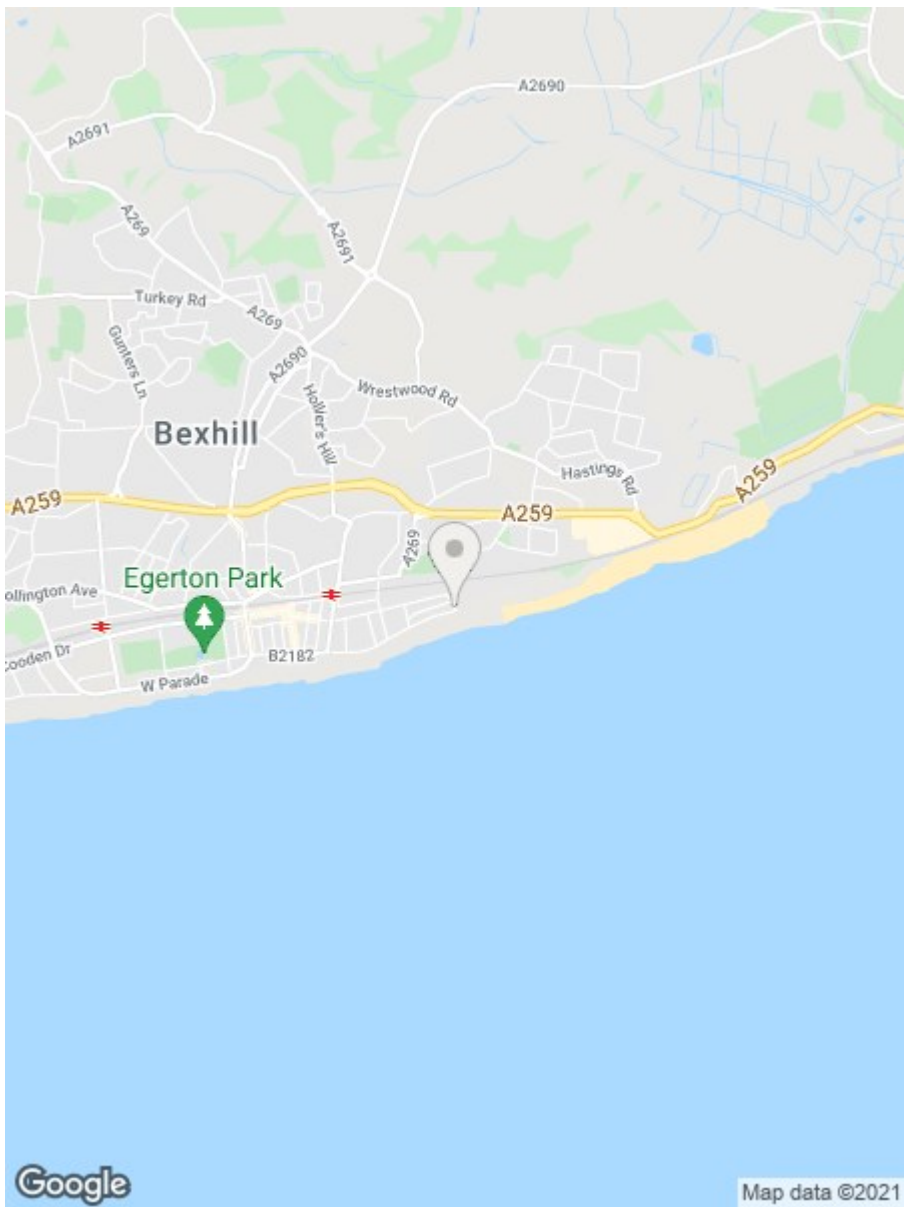 A2690
A2691
A269
A2691
Turkey Rd
A269
Gunters Ln
A2690
Holliers Hill
Wrestwood Rd
Bexhill
Hastings Rd
A259
A259
A259
A269
Egerton Park
ollington Ave
Cooden Dr
B2182
W Parade
Google
Map data ©2021